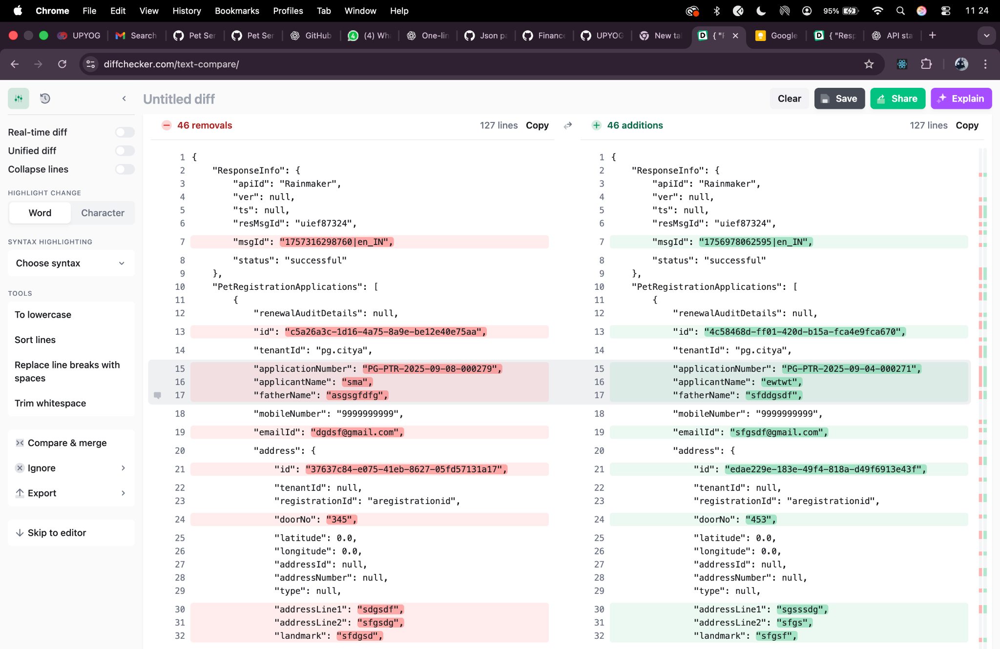 Chrome File Edit View History Bookmarks Profiles Tab Window Help 95% 11 24
UPYOG Search Pet Ser Pet Ser GitHub (4) Wha One-lin Json pa Finance UPYOG New ta { "R Google { "Resp API sta
diffchecker.com/text-compare/
Untitled diff Clear Save Share Explain
Real-time diff
Unified diff
Collapse lines
HIGHLIGHT CHANGE
Word Character
SYNTAX HIGHLIGHTING
Choose syntax
TOOLS
To lowercase
Sort lines
Replace line breaks with
spaces
Trim whitespace
Compare & merge
Ignore
Export
Skip to editor
46 removals 127 lines Copy
1 {
2 "ResponseInfo": {
3 "apiId": "Rainmaker",
4 "ver": null,
5 "ts": null,
6 "resMsgId": "uief87324",
7 "msgId": "1757316298760|en_IN",
8 "status": "successful"
9 },
10 "PetRegistrationApplications": [
11 {
12 "renewalAuditDetails": null,
13 "id": "c5a26a3c-1d16-4a75-8a9e-be12e40e75aa",
14 "tenantId": "pg.citya",
15 "applicationNumber": "PG-PTR-2025-09-08-000279",
16 "applicantName": "sma",
17 "fatherName": "asgsgfdfg",
18 "mobileNumber": "9999999999",
19 "emailId": "dgdsf@gmail.com",
20 "address": {
21 "id": "37637c84-e075-41eb-8627-05fd57131a17",
22 "tenantId": null,
23 "registrationId": "aregistrationid",
24 "doorNo": "345",
25 "latitude": 0.0,
26 "longitude": 0.0,
27 "addressId": null,
28 "addressNumber": null,
29 "type": null,
30 "addressLine1": "sdgsdf",
31 "addressLine2": "sfgsdg",
32 "landmark": "sfdgsd",
46 additions 127 lines Copy
1 {
2 "ResponseInfo": {
3 "apiId": "Rainmaker",
4 "ver": null,
5 "ts": null,
6 "resMsgId": "uief87324",
7 "msgId": "1756978062595|en_IN",
8 "status": "successful"
9 },
10 "PetRegistrationApplications": [
11 {
12 "renewalAuditDetails": null,
13 "id": "4c58468d-ff01-420d-b15a-fca4e9fca670",
14 "tenantId": "pg.citya",
15 "applicationNumber": "PG-PTR-2025-09-04-000271",
16 "applicantName": "ewtwt",
17 "fatherName": "sfddgsdf",
18 "mobileNumber": "9999999999",
19 "emailId": "sfgsdf@gmail.com",
20 "address": {
21 "id": "edae229e-183e-49f4-818a-d49f6913e43f",
22 "tenantId": null,
23 "registrationId": "aregistrationid",
24 "doorNo": "453",
25 "latitude": 0.0,
26 "longitude": 0.0,
27 "addressId": null,
28 "addressNumber": null,
29 "type": null,
30 "addressLine1": "sgsssdg",
31 "addressLine2": "sfgs",
32 "landmark": "sfgsf",